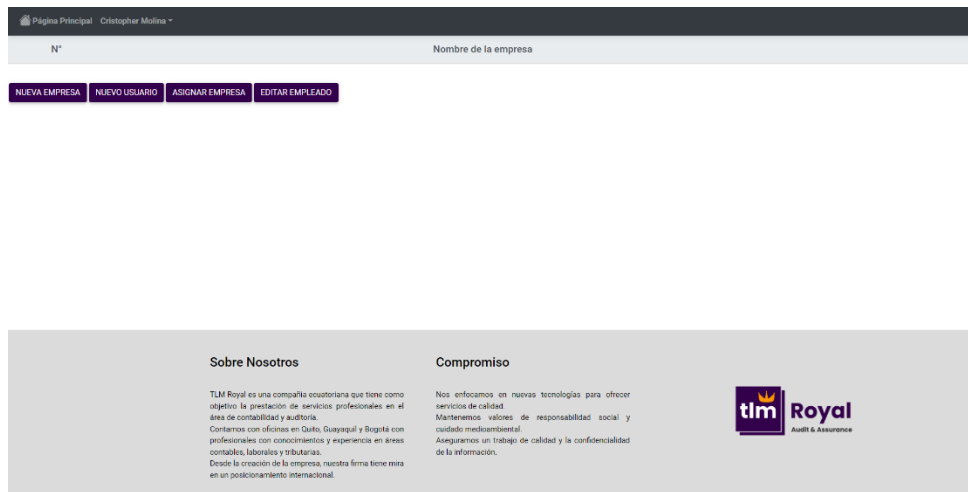 Página Principal Cristopher Molina
N° Nombre de la empresa
NUEVA EMPRESA NUEVO USUARIO ASIGNAR EMPRESA EDITAR EMPLEADO
Sobre Nosotros
TLM Royal es una compañía ecuatoriana que tiene como
objetivo la prestación de servicios profesionales en el
área de contabilidad y auditoría.
Contamos con oficinas en Quito, Guayaquil y Bogotá con
profesionales con conocimientos y experiencia en áreas
contables, laborales y tributarias.
Desde la creación de la empresa, nuestra firma tiene mira
en un posicionamiento internacional.
Compromiso
Nos enfocamos en nuevas tecnologías para ofrecer
servicios de calidad.
Mantenemos valores de responsabilidad social y
cuidado medioambiental.
Aseguramos un trabajo de calidad y la confidencialidad
de la información.
tlm Royal
Audit & Assurance